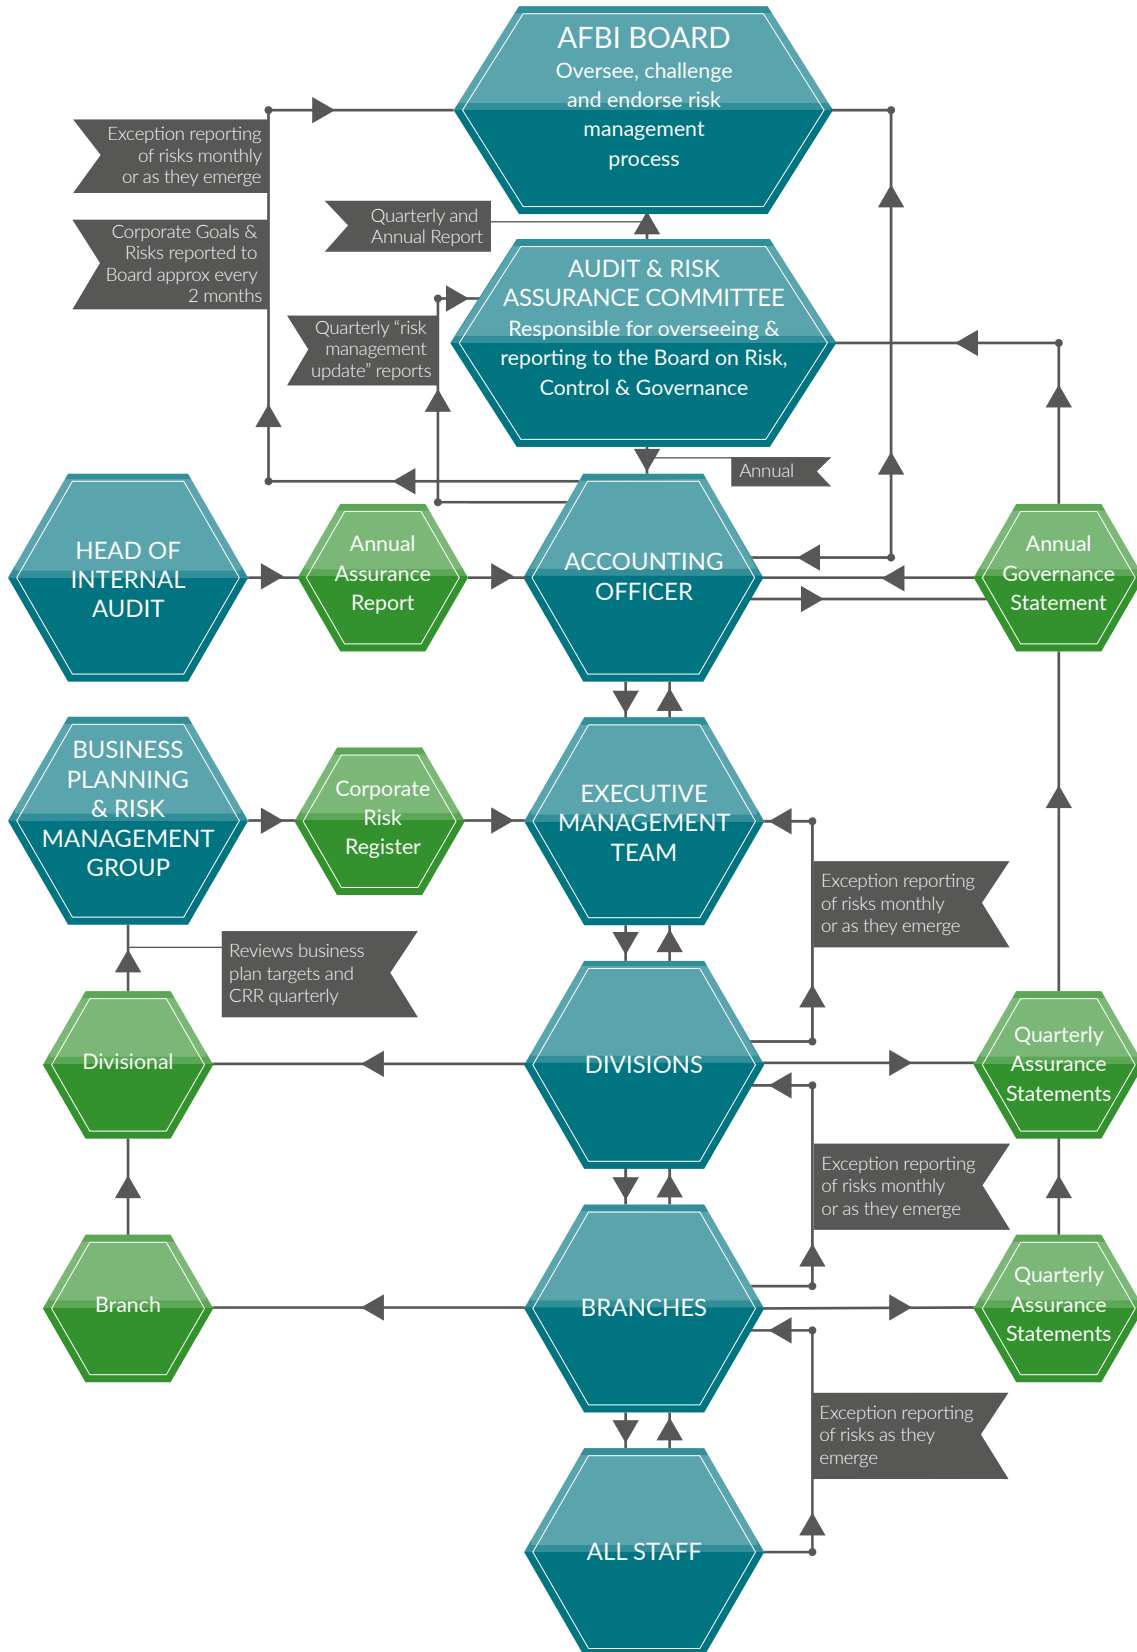 AFBI BOARD
Oversee, challenge
and endorse risk
management
process
Exception reporting
of risks monthly
or as they emerge
Corporate Goals &
Risks reported to
Board approx every
2 months
Quarterly and
Annual Report
AUDIT & RISK
ASSURANCE COMMITTEE
Responsible for overseeing &
reporting to the Board on Risk,
Control & Governance
Quarterly “risk
management
update” reports
Annual
HEAD OF
INTERNAL
AUDIT
Annual
Assurance
Report
ACCOUNTING
OFFICER
Annual
Governance
Statement
BUSINESS
PLANNING
& RISK
MANAGEMENT
GROUP
Corporate
Risk
Register
EXECUTIVE
MANAGEMENT
TEAM
Exception reporting
of risks monthly
or as they emerge
Reviews business
plan targets and
CRR quarterly
Divisional
DIVISIONS
Quarterly
Assurance
Statements
Exception reporting
of risks monthly
or as they emerge
Branch
BRANCHES
Quarterly
Assurance
Statements
Exception reporting
of risks as they
emerge
ALL STAFF